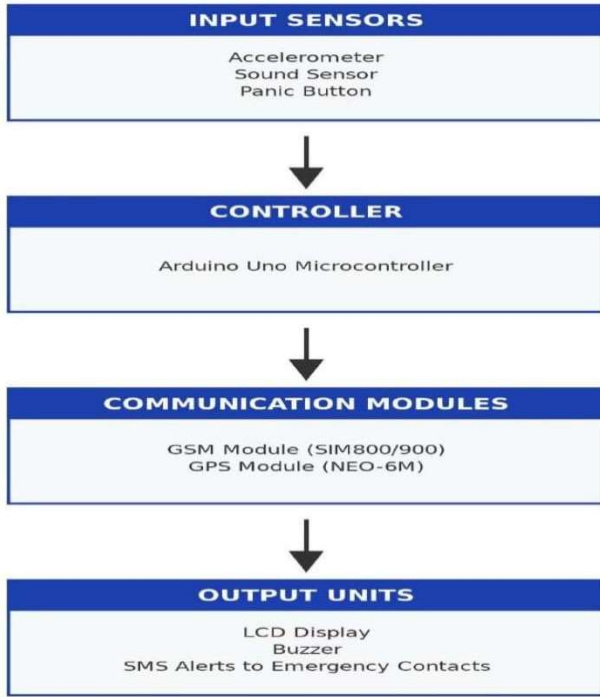 INPUT SENSORS
Accelerometer
Sound Sensor
Panic Button
CONTROLLER
Arduino Uno Microcontroller
COMMUNICATION MODULES
GSM Module (SIM800/900)
GPS Module (NEO-6M)
OUTPUT UNITS
LCD Display
Buzzer
SMS Alerts to Emergency Contacts